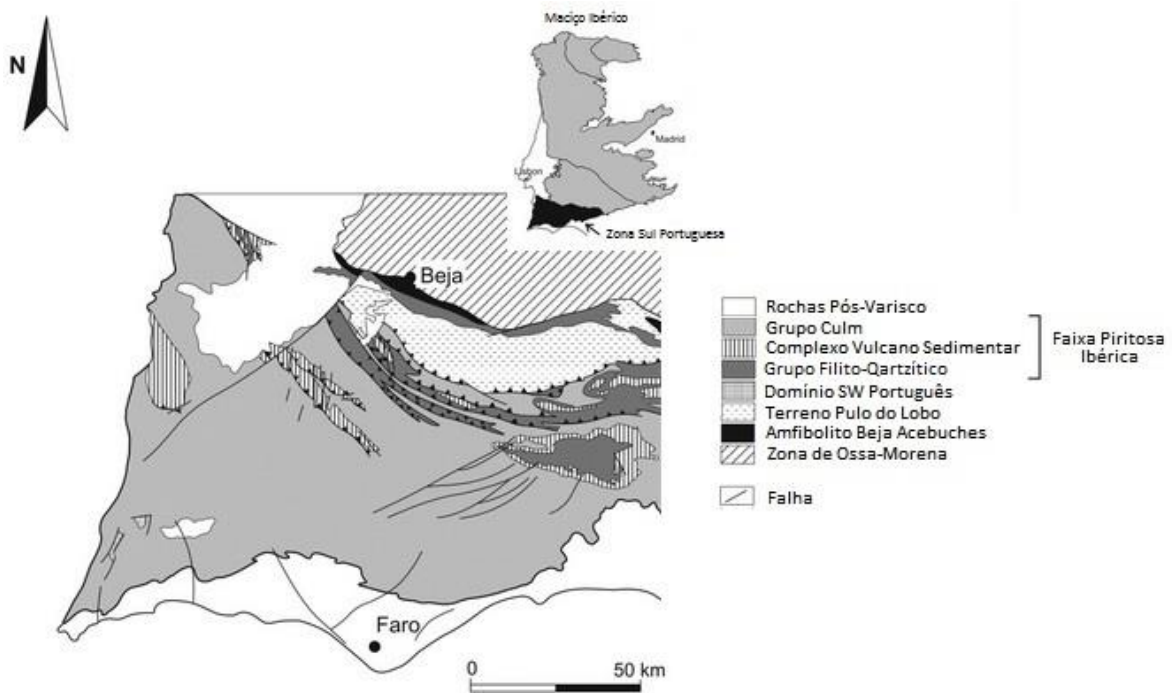 Maciço Ibérico
N
Madrid
Lisbon
Zona Sul Portuguesa
Beja
Rochas Pós-Varisco
Grupo Culm
Complexo Vulcano Sedimentar
Grupo Filito-Qartzítico
Faixa Piritosa
Ibérica
Domínio SW Português
Terreno Pulo do Lobo
Amfibolito Beja Acebuches
Zona de Ossa-Morena
Falha
Faro
0 50 km